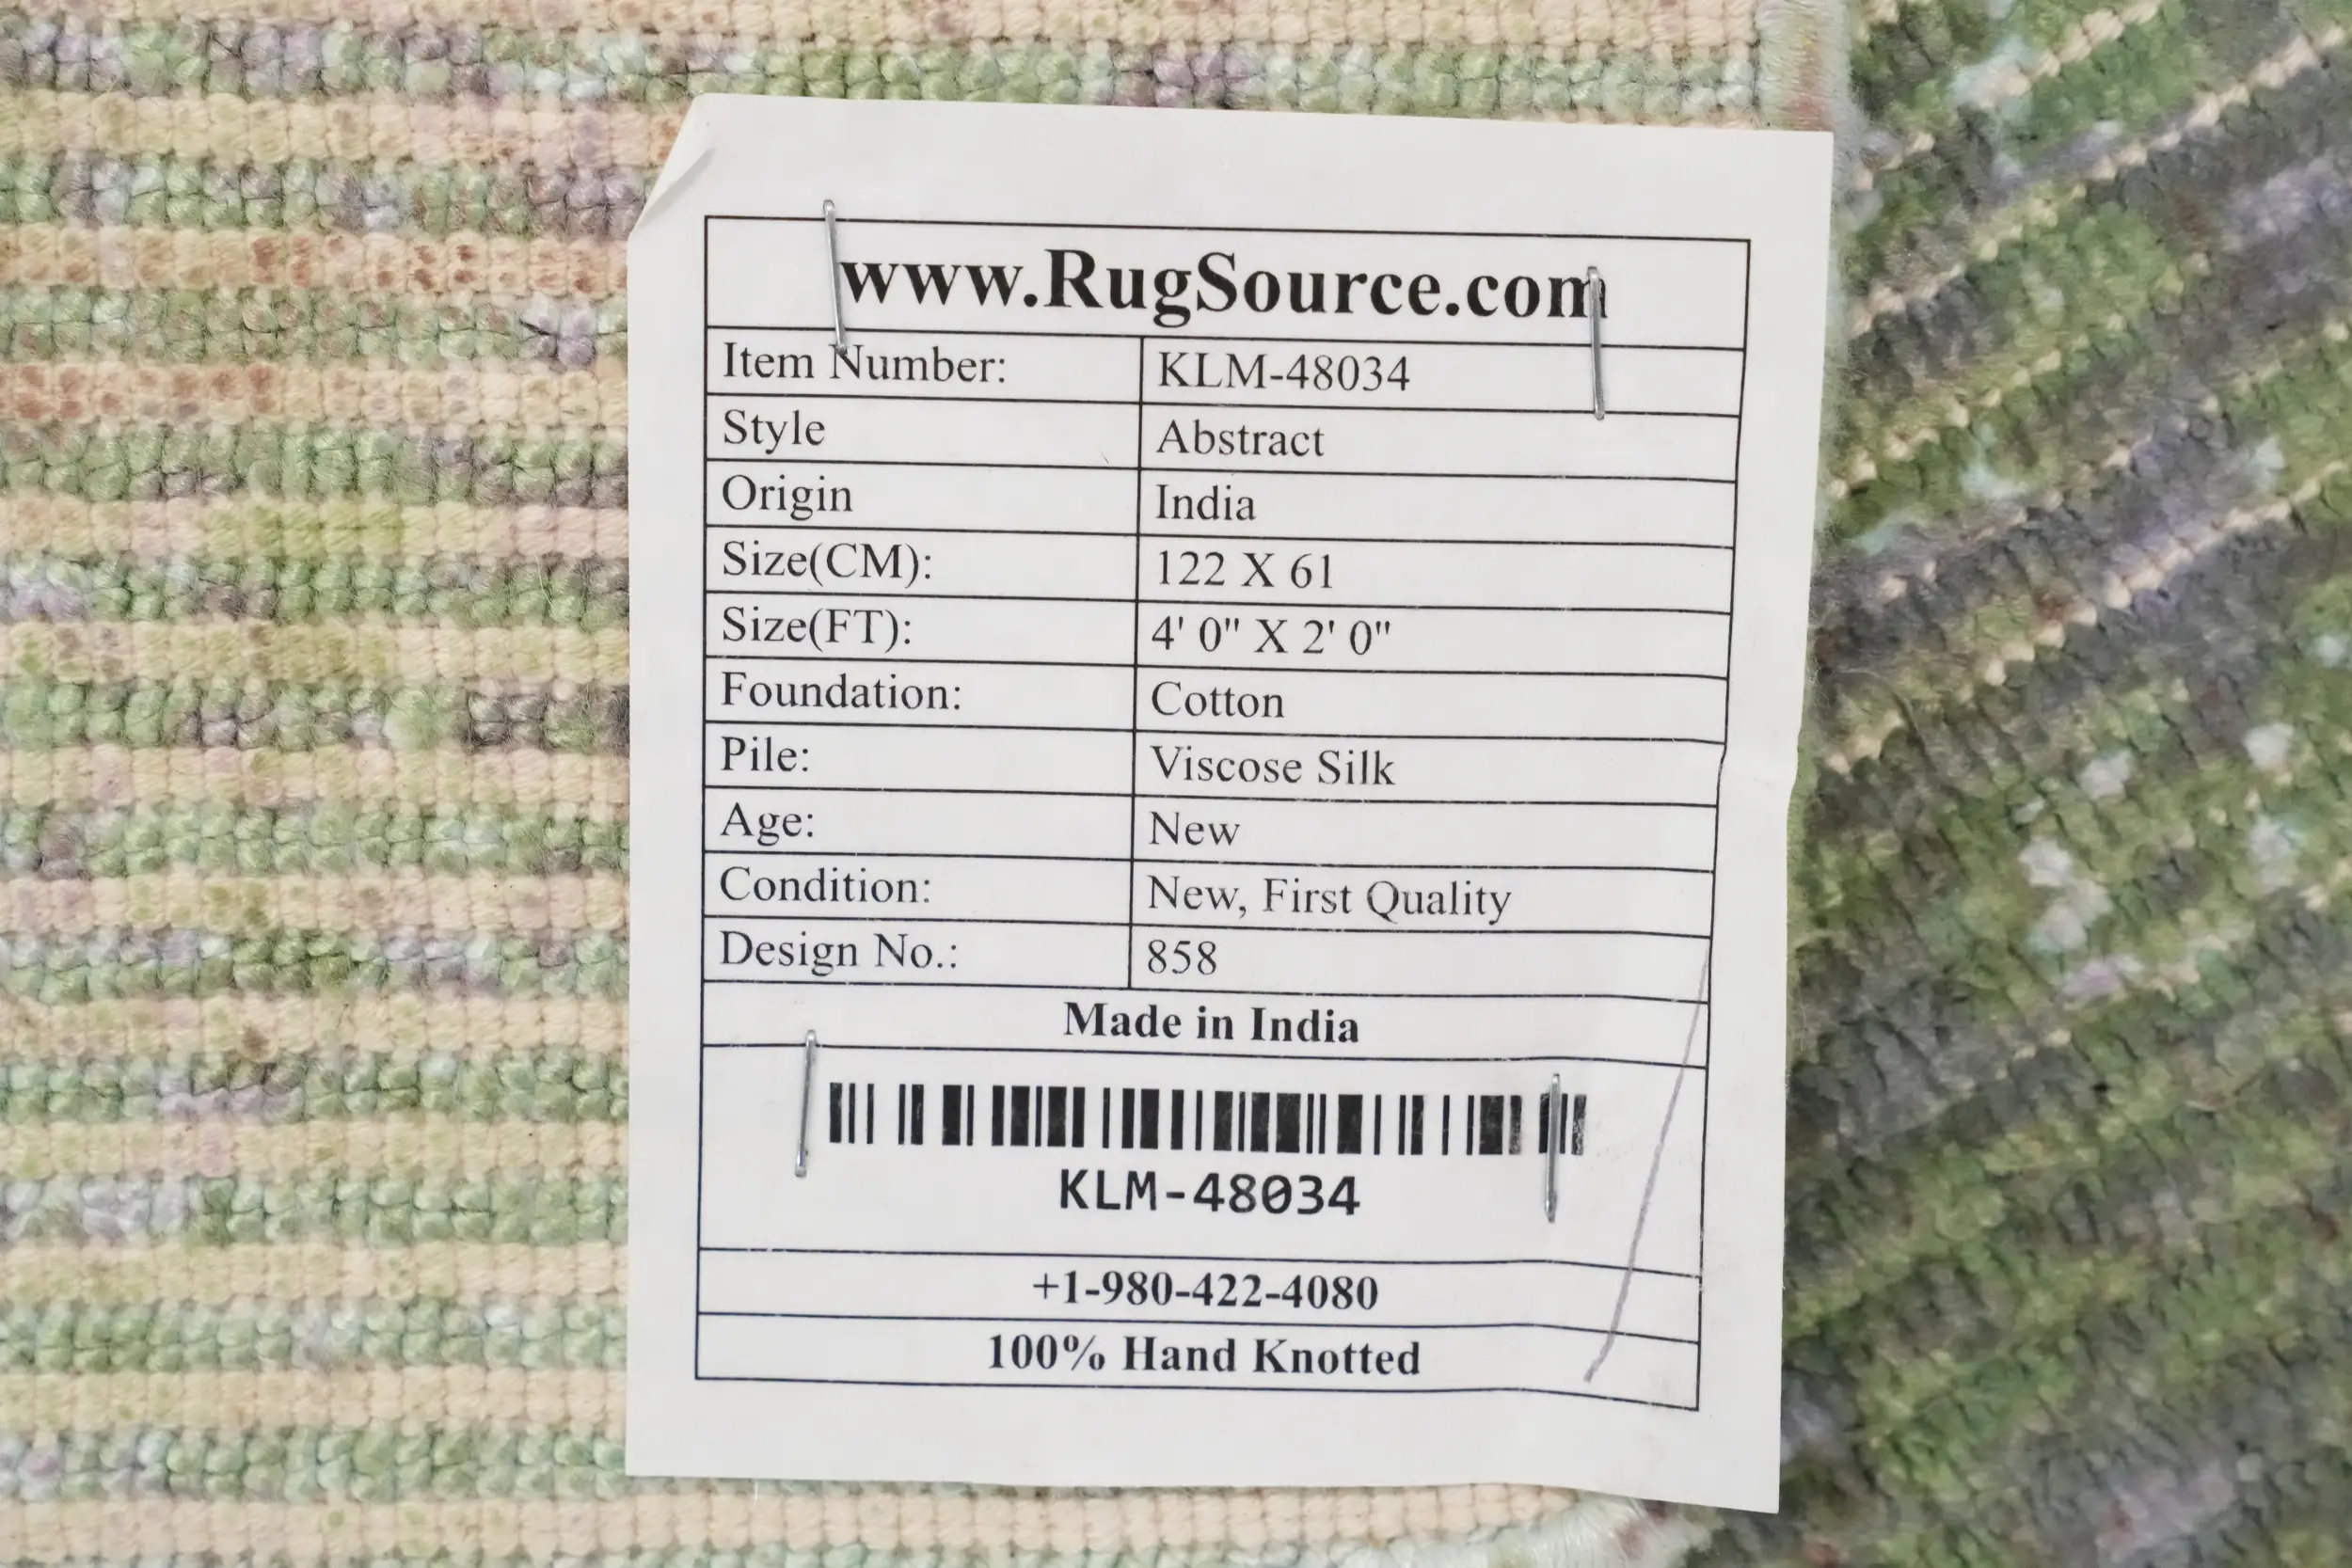 www.RugSource.com
Item Number: KLM-48034
Style Abstract
Origin India
Size(CM): 122 X 61
Size(FT): 4' 0" X 2' 0"
Foundation: Cotton
Pile: Viscose Silk
Age: New
Condition: New, First Quality
Design No.: 858
Made in India
KLM-48034
+1-980-422-4080
100% Hand Knotted